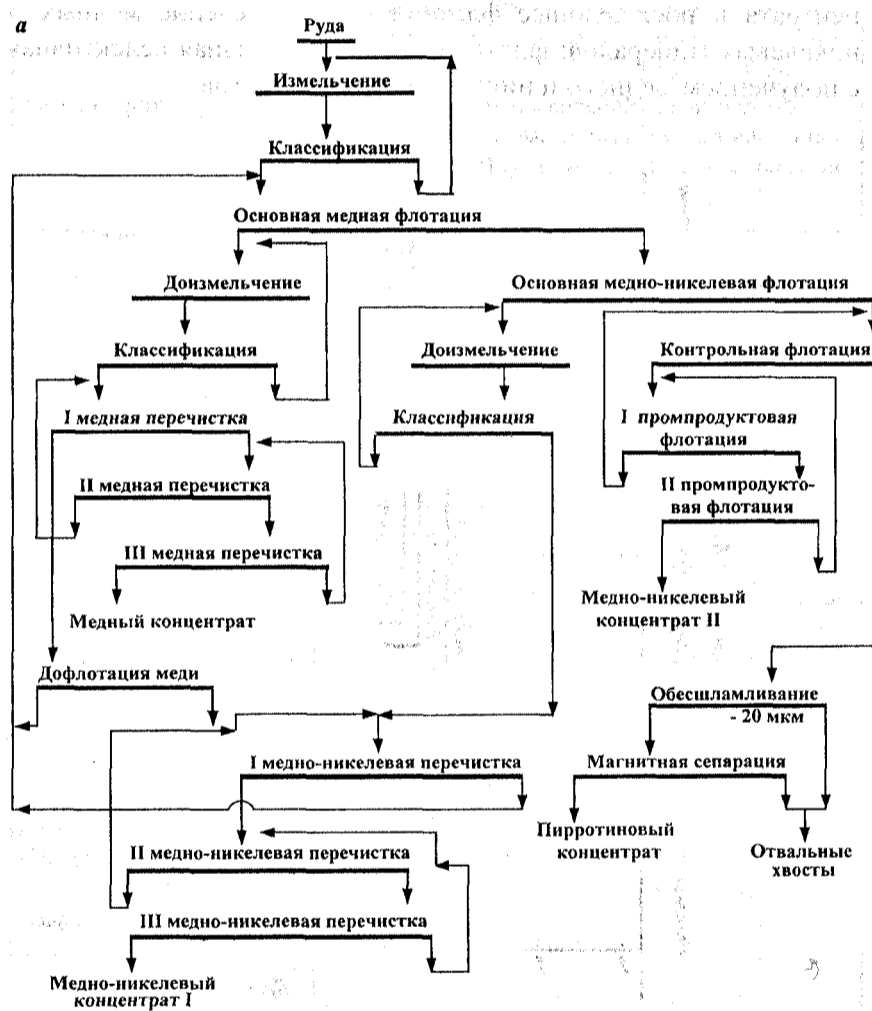 а
Руда
Измельчение
Классификация
Основная медная флотация
Доизмельчение
Основная медно-никелевая флотация
Классификация
Доизмельчение
Контрольная флотация
I медная перечистка
Классификация
I промпродуктовая
флотация
II медная перечистка
II промпродукто-
вая флотация
III медная перечистка
Медный концентрат
Медно-никелевый
концентрат II
Дофлотация меди
Обесшламливание
- 20 мкм
I медно-никелевая перечистка
Магнитная сепарация
Пирротиновый
концентрат
Отвальные
хвосты
II медно-никелевая перечистка
III медно-никелевая перечистка
Медно-никелевый
концентрат I